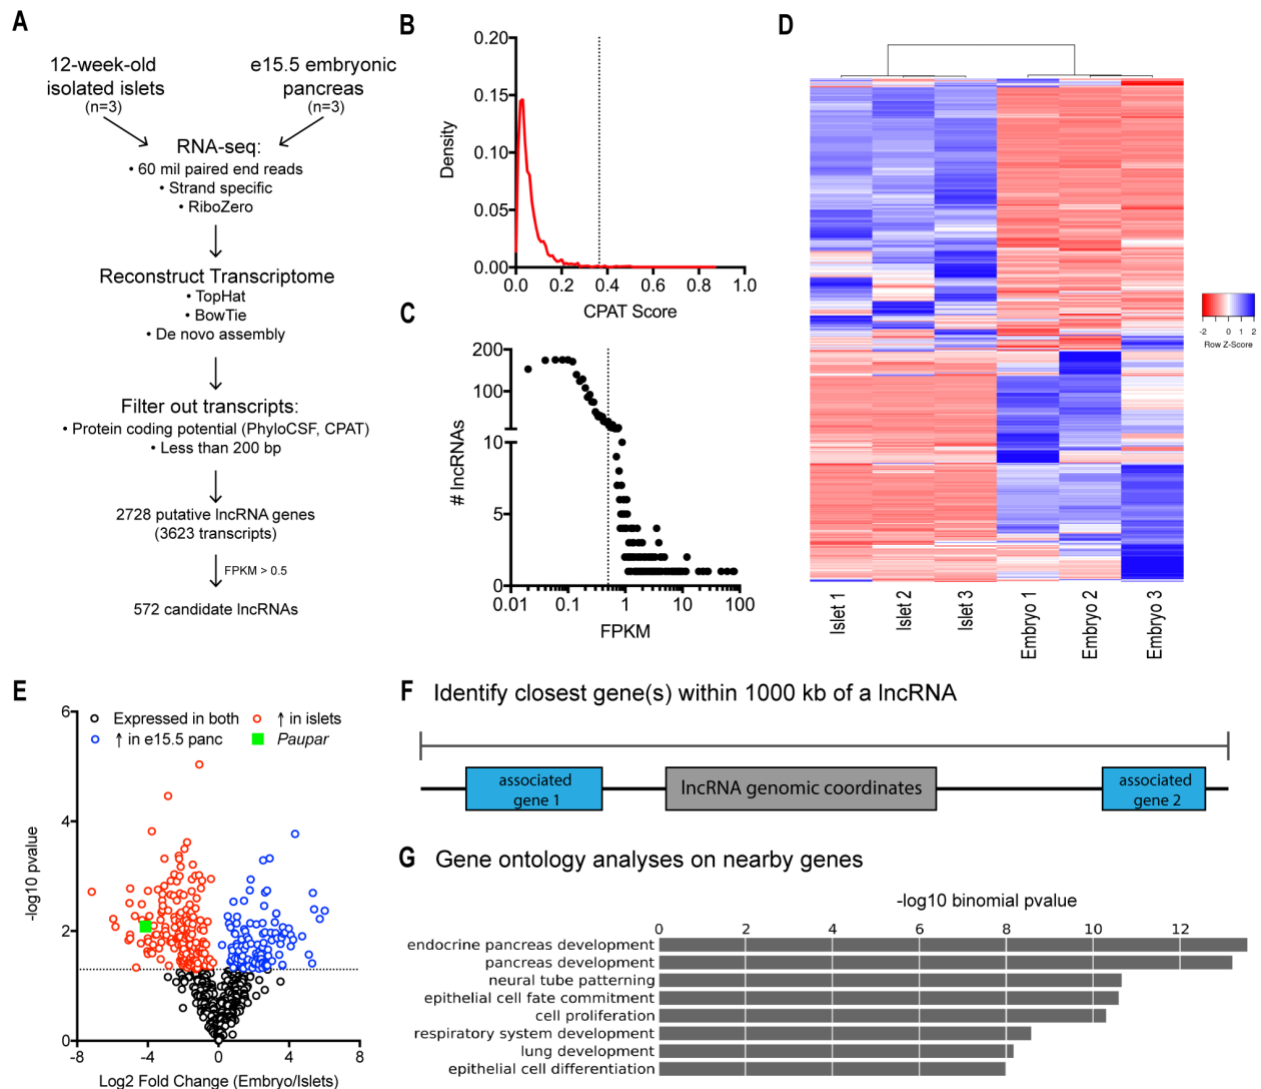 A
12-week-old
isolated islets
(n=3)
e15.5 embryonic
pancreas
(n=3)
RNA-seq:
• 60 mil paired end reads
• Strand specific
• RiboZero
Reconstruct Transcriptome
• TopHat
• BowTie
• De novo assembly
Filter out transcripts:
• Protein coding potential (PhyloCSF, CPAT)
• Less than 200 bp
2728 putative lncRNA genes
(3623 transcripts)
FPKM > 0.5
572 candidate lncRNAs
B
Density
0.20
0.15
0.10
0.05
0.00
0.0 0.2 0.4 0.6 0.8 1.0
CPAT Score
C
# lncRNAs
200
100
10
5
0
0.01 0.1 1 10 100
FPKM
D
-2 -1 0 1 2
Row Z-Score
Islet 1
Islet 2
Islet 3
Embryo 1
Embryo 2
Embryo 3
E
-log10 pvalue
6
4
2
0
Expressed in both
↑ in islets
↑ in e15.5 panc
Paupar
-8 -4 0 4 8
Log2 Fold Change (Embryo/Islets)
F Identify closest gene(s) within 1000 kb of a lncRNA
associated
gene 1
lncRNA genomic coordinates
associated
gene 2
G Gene ontology analyses on nearby genes
-log10 binomial pvalue
0 2 4 6 8 10 12
endocrine pancreas development
pancreas development
neural tube patterning
epithelial cell fate commitment
cell proliferation
respiratory system development
lung development
epithelial cell differentiation